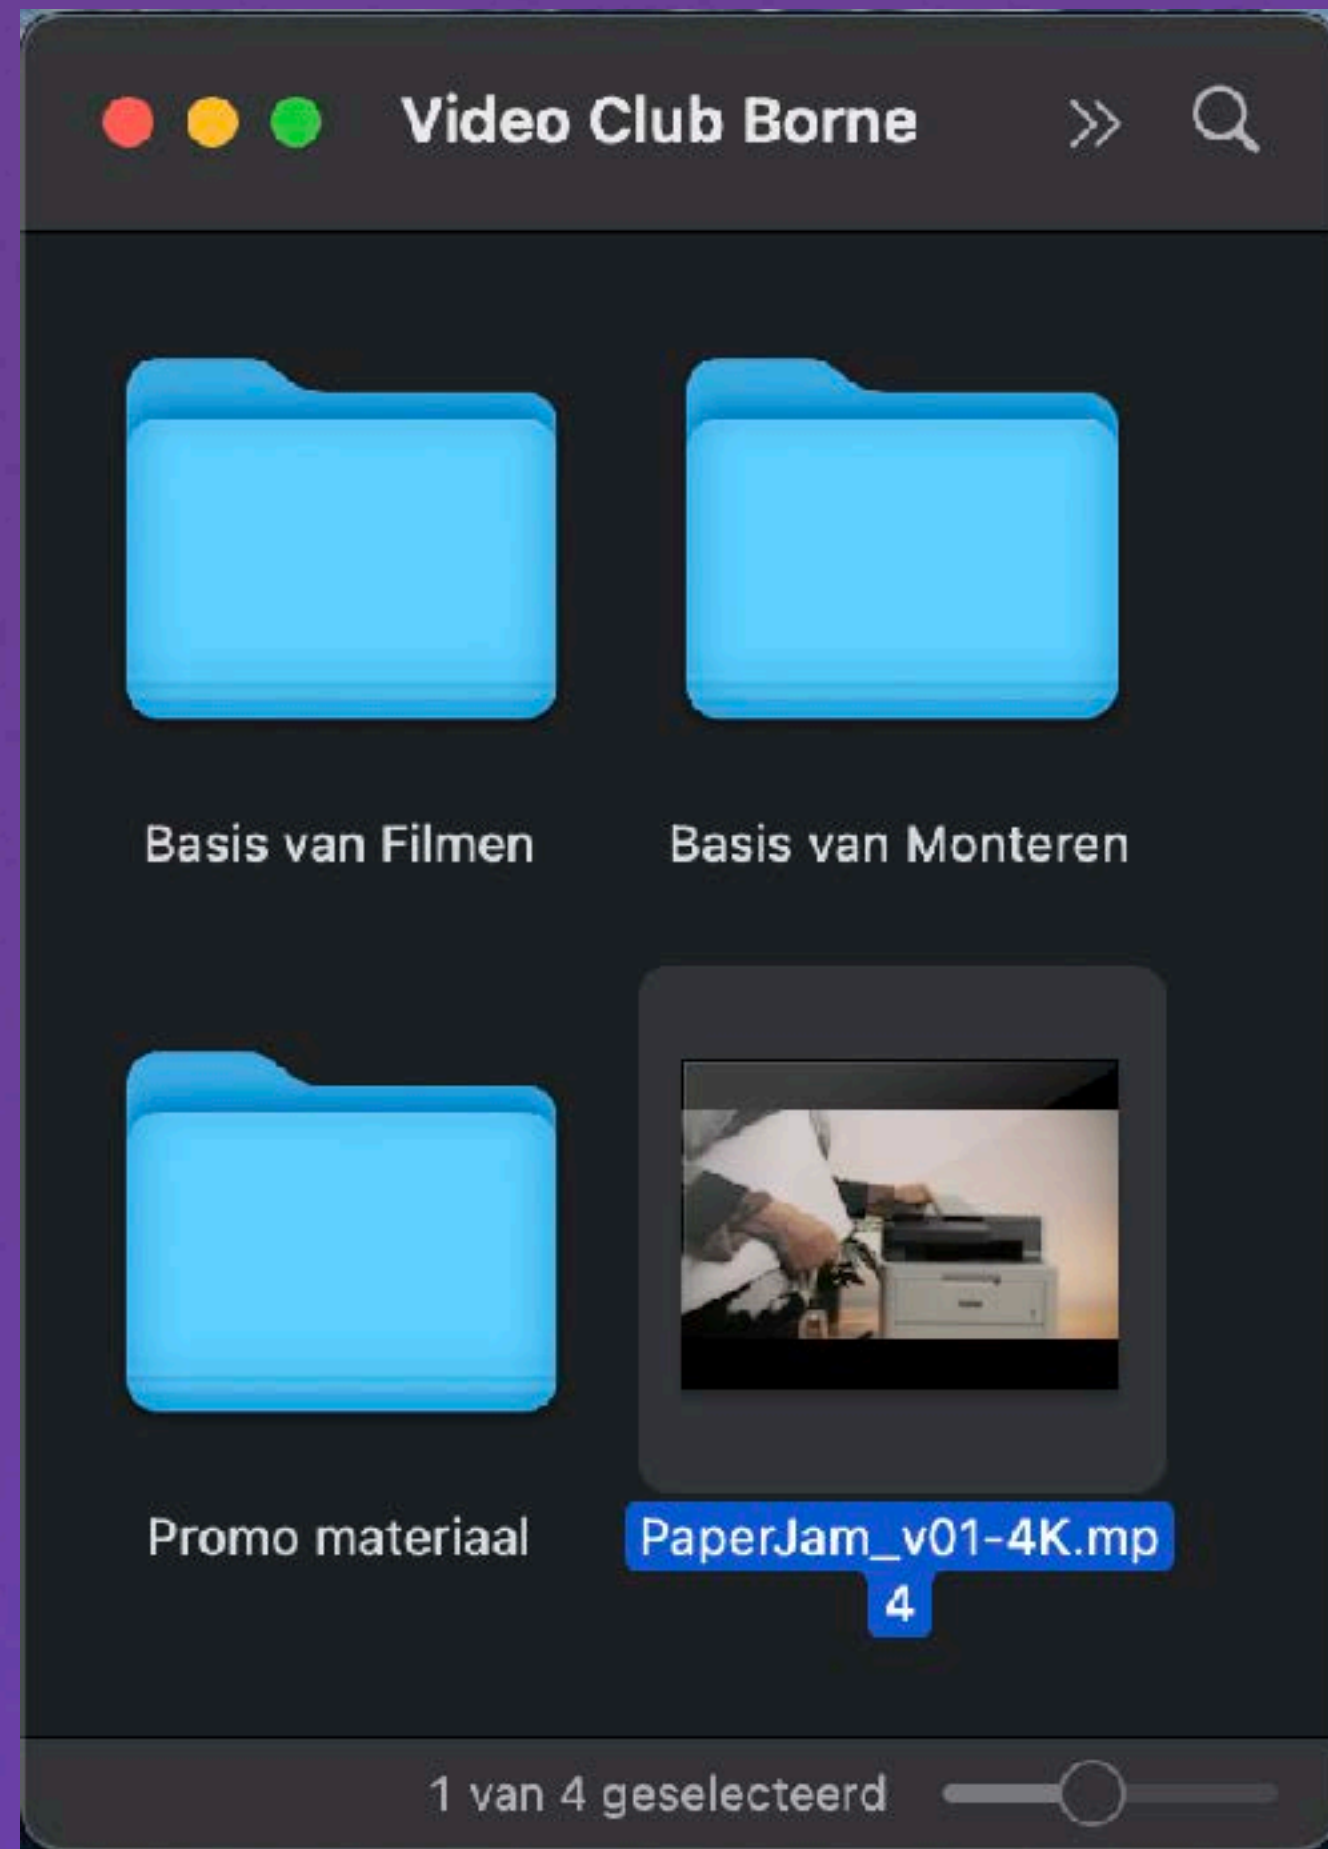 Video Club Borne
Basis van Filmen
Basis van Monteren
Promo materiaal
PaperJam_v01-4K.mp
4
1 van 4 geselecteerd